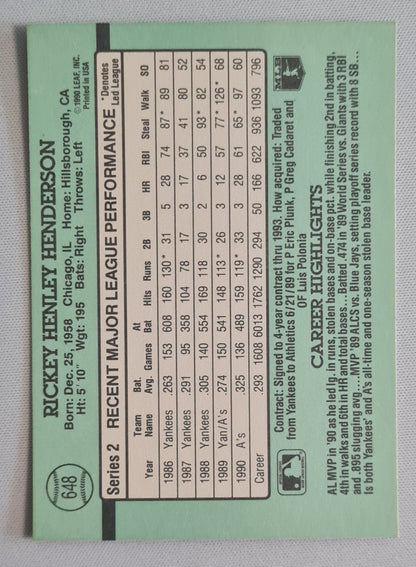 648
RICKEY HENLEY HENDERSON
©1990 LEAF, INC.
Printed in USA
Born: Dec. 25, 1958 Chicago, IL Home: Hillsborough, CA
Ht: 5'10" Wgt: 195 Bats: Right Throws: Left
Series 2 RECENT MAJOR LEAGUE PERFORMANCE *Denotes Led League
Year Team Name Bat. Avg. Games At Bat Hits Runs 2B 3B HR RBI Steal Walk SO
1986 Yankees .263 153 608 160 130* 31 5 28 74 87* 89 81
1987 Yankees .291 95 358 104 78 17 3 17 37 41 80 52
1988 Yankees .305 140 554 169 118 30 2 6 50 93* 82 54
1989 Yan/A's .274 150 541 148 113* 26 3 12 57 77* 126* 68
1990 A's .325 136 489 159 119* 33 3 28 61 65* 97 60
Career .293 1608 6013 1762 1290 294 50 166 622 936 1093 796
Contract: Signed to 4-year contract thru 1993. How acquired: Traded
from Yankees to Athletics 6/21/89 for P Eric Plunk, P Greg Cadaret and
OF Luis Polonia
MLB
CAREER HIGHLIGHTS
AL MVP in '90 as he led lg. in runs, stolen bases and on-base pct. while finishing 2nd in batting,
4th in walks and 6th in HR and total bases....Batted .474 in '89 World Series vs. Giants with 3 RBI
and .895 slugging avg....MVP '89 ALCS vs. Blue Jays, setting playoff series record with 8 SB...
Is both Yankees' and A's all-time and one-season stolen base leader.